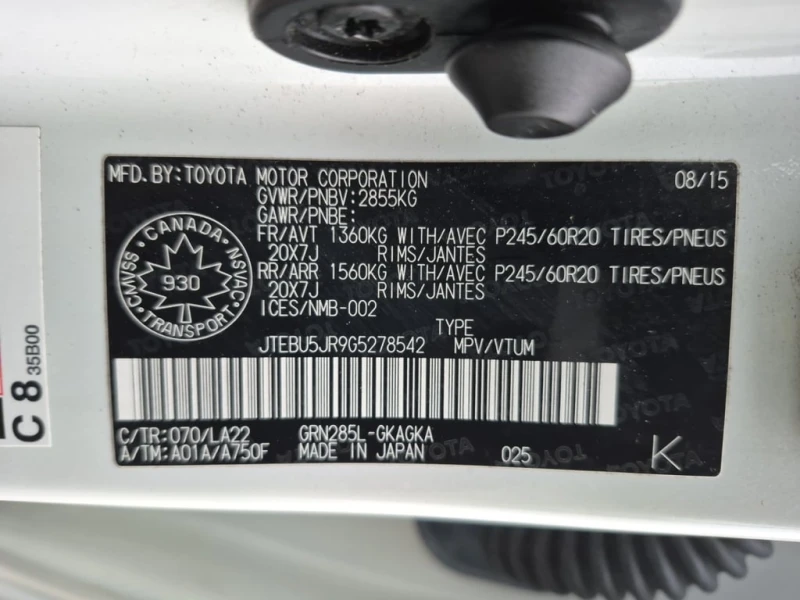 MFD. BY: TOYOTA MOTOR CORPORATION 08/15
GVWR/PNBV: 2855KG
GAWR/PNBE:
FR/AVT 1360KG WITH/AVEC P245/60R20 TIRES/PNEUS
20X7J RIMS/JANTES
RR/ARR 1560KG WITH/AVEC P245/60R20 TIRES/PNEUS
20X7J RIMS/JANTES
ICES/NMB-002
CANADA
CMVSS 930 NSVAC
TRANSPORT
TYPE
JTEBU5JR9G5278542 MPV/VTUM
C/TR: 070/LA22 GRN285L-GKAGKA
A/TM: A01A/A750F MADE IN JAPAN 025 K
C 8 35B00